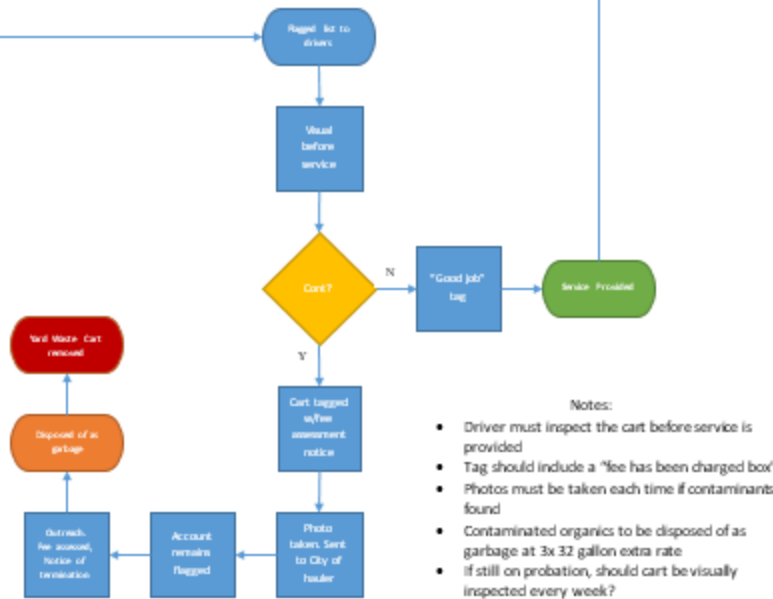 Flagged list to
drivers
Visual
before
service
Cont?
N
"Good Job"
tag
Service Provided
Y
Yard Waste Cart
removed
Cart tagged
w/fee
assessment
notice
Disposed of as
garbage
Outreach.
Fee assessed,
Notice of
termination
Account
remains
flagged
Photo
taken. Sent
to City of
hauler
Notes:
• Driver must inspect the cart before service is
provided
• Tag should include a "fee has been charged box"
• Photos must be taken each time if contaminants
found
• Contaminated organics to be disposed of as
garbage at 3x 32 gallon extra rate
• If still on probation, should cart be visually
inspected every week?